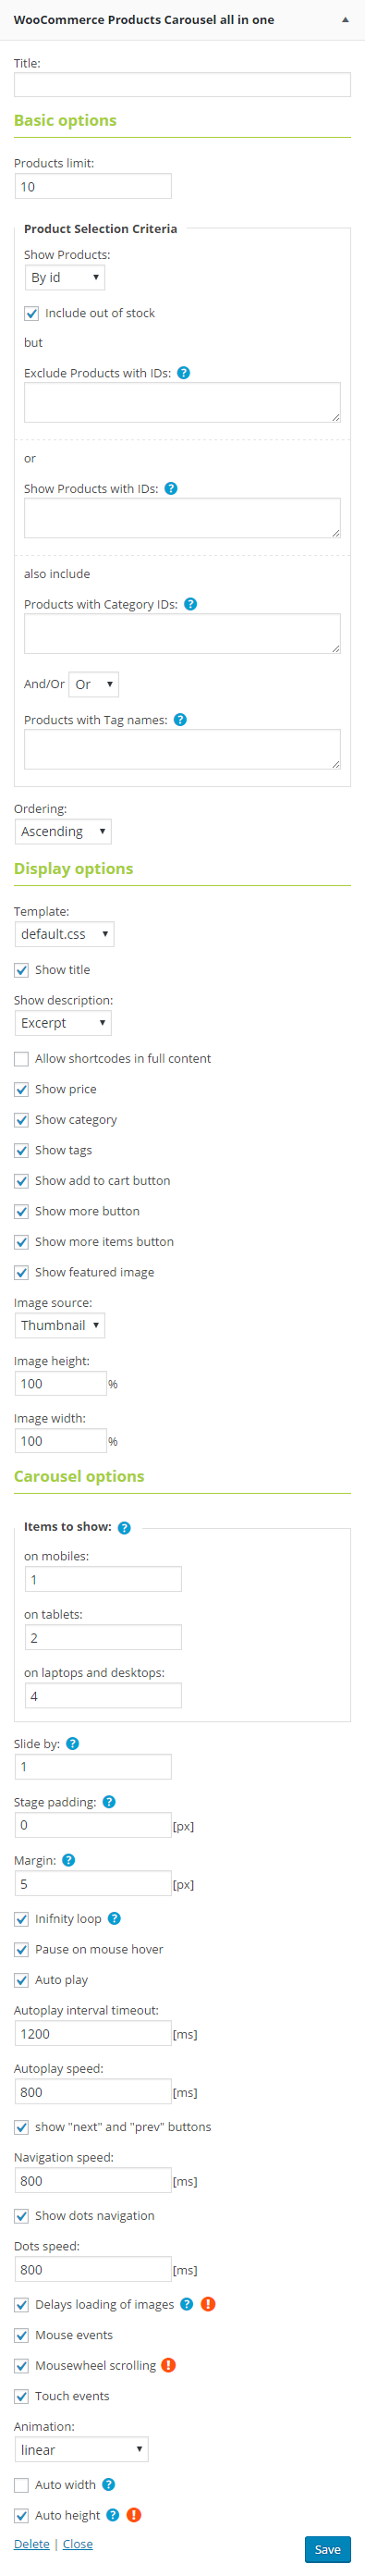 WooCommerce Products Carousel all in one
Title:
Basic options
Products limit:
10
Product Selection Criteria
Show Products:
By id
Include out of stock
but
Exclude Products with IDs:
or
Show Products with IDs:
also include
Products with Category IDs:
And/Or Or
Products with Tag names:
Ordering:
Ascending
Display options
Template:
default.css
Show title
Show description:
Excerpt
Allow shortcodes in full content
Show price
Show category
Show tags
Show add to cart button
Show more button
Show more items button
Show featured image
Image source:
Thumbnail
Image height:
100 %
Image width:
100 %
Carousel options
Items to show:
on mobiles:
1
on tablets:
2
on laptops and desktops:
4
Slide by:
1
Stage padding:
0 [px]
Margin:
5 [px]
Inifnity loop
Pause on mouse hover
Auto play
Autoplay interval timeout:
1200 [ms]
Autoplay speed:
800 [ms]
show "next" and "prev" buttons
Navigation speed:
800 [ms]
Show dots navigation
Dots speed:
800 [ms]
Delays loading of images
Mouse events
Mousewheel scrolling
Touch events
Animation:
linear
Auto width
Auto height
Delete | Close Save